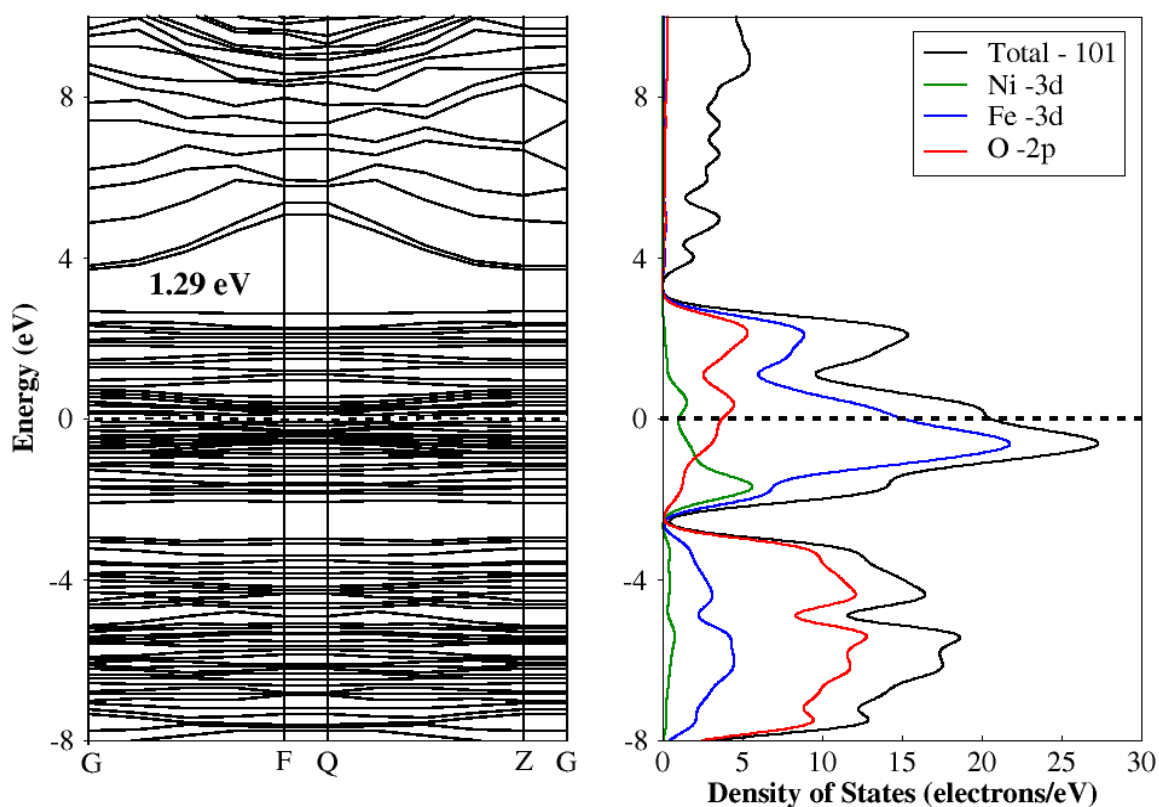 Energy (eV)
8
4
0
-4
-8
1.29 eV
G
F
Q
Z
G
Total - 101
Ni -3d
Fe -3d
O -2p
8
4
0
-4
-8
0
5
10
15
20
25
30
Density of States (electrons/eV)